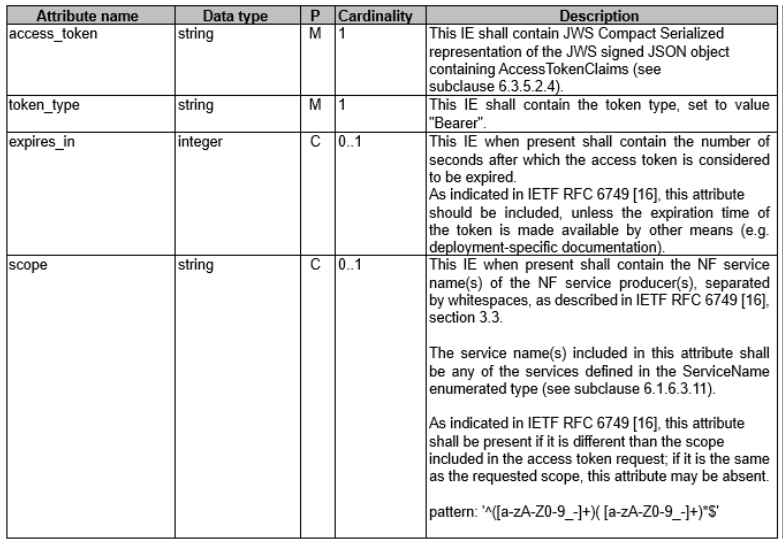 Attribute name Data type P Cardinality Description
access_token string M 1 This IE shall contain JWS Compact Serialized
representation of the JWS signed JSON object
containing AccessTokenClaims (see
subclause 6.3.5.2.4).
token_type string M 1 This IE shall contain the token type, set to value
"Bearer".
expires_in integer C 0..1 This IE when present shall contain the number of
seconds after which the access token is considered
to be expired.
As indicated in IETF RFC 6749 [16], this attribute
should be included, unless the expiration time of
the token is made available by other means (e.g.
deployment-specific documentation).
scope string C 0..1 This IE when present shall contain the NF service
name(s) of the NF service producer(s), separated
by whitespaces, as described in IETF RFC 6749 [16],
section 3.3.
The service name(s) included in this attribute shall
be any of the services defined in the ServiceName
enumerated type (see subclause 6.1.6.3.11).
As indicated in IETF RFC 6749 [16], this attribute
shall be present if it is different than the scope
included in the access token request; if it is the same
as the requested scope, this attribute may be absent.
pattern: '^([a-zA-Z0-9_-]+)( [a-zA-Z0-9_-]+)*$'